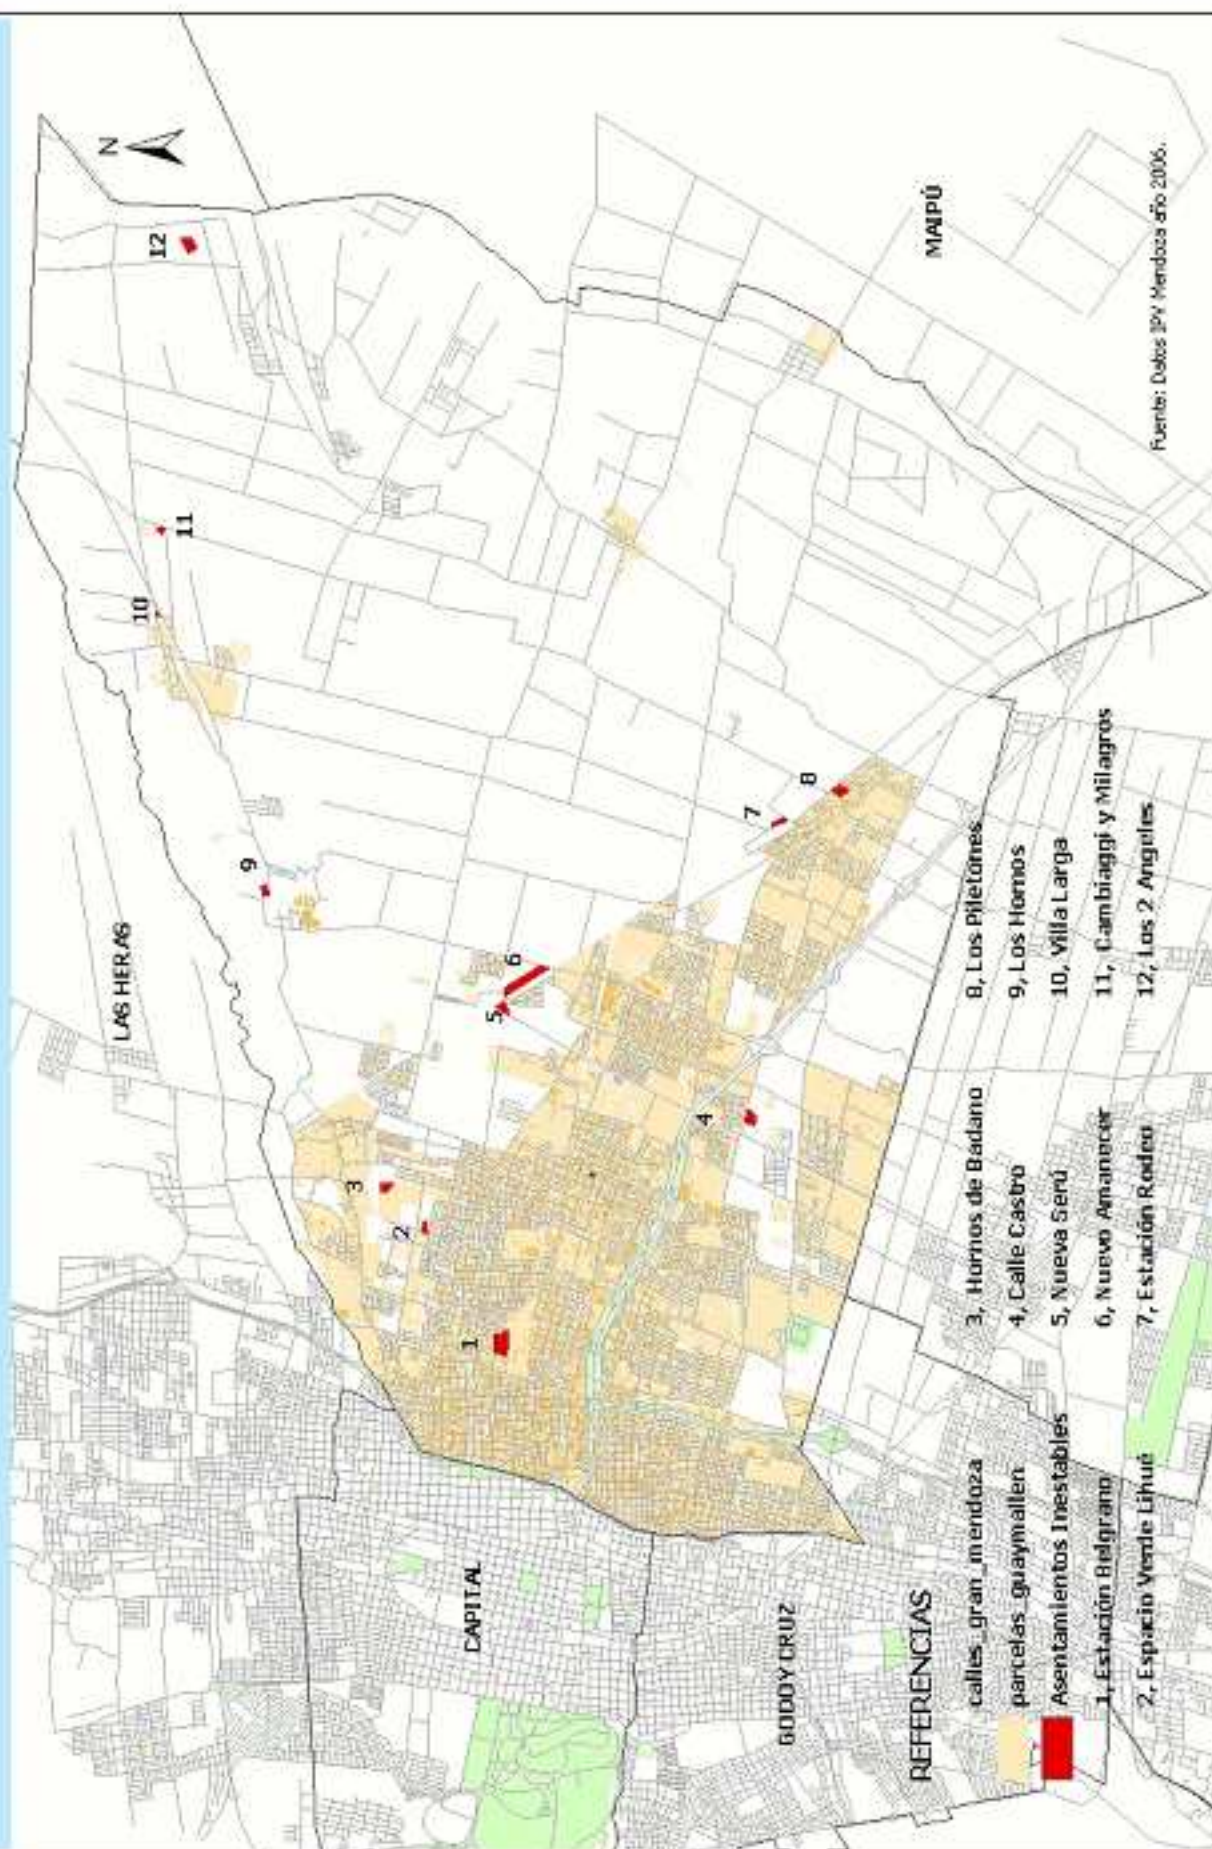 N
LAS HERAS
12
11
10
9
3
2
1
5
6
7
8
4
CAPITAL
GODOY CRUZ
MAIPÚ
REFERENCIAS
calles_gran_mendoza
parcelas_guaymallen
Asentamientos Inestables
1, Estación Belgrano
2, Espacio Verde Lihué
3, Hornos de Badano
4, Calle Castro
5, Nueva Serú
6, Nuevo Amanecer
7, Estación Rodeo
8, Los Piletónes
9, Los Hornos
10, Villa Larga
11, Cambiaggi y Milagros
12, Los 2 Angeles
Fuente: Datos IPV Mendoza año 2006.